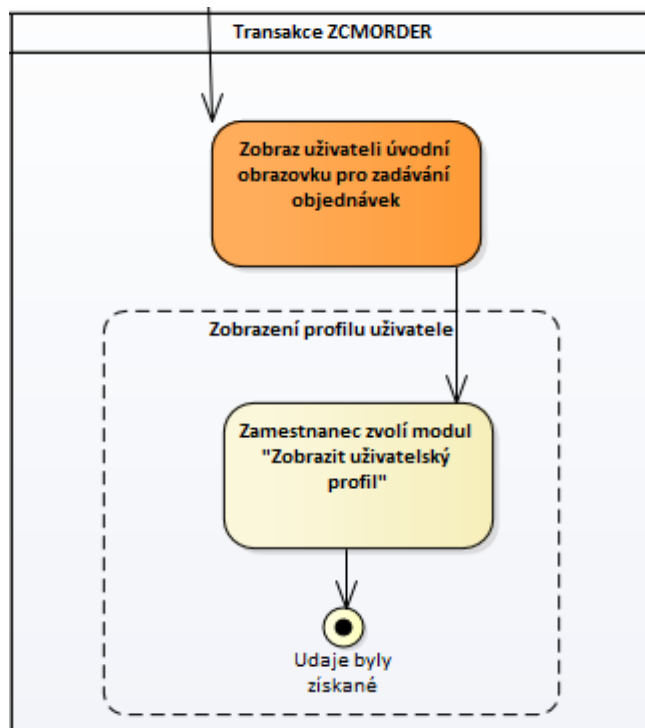 Transakce ZCMORDER
Zobraz uživateli úvodní
obrazovku pro zadávání
objednávek
Zobrazení profilu uživatele
Zamestnanec zvolí modul
"Zobrazit uživatelský
profil"
Udaje byly
získané